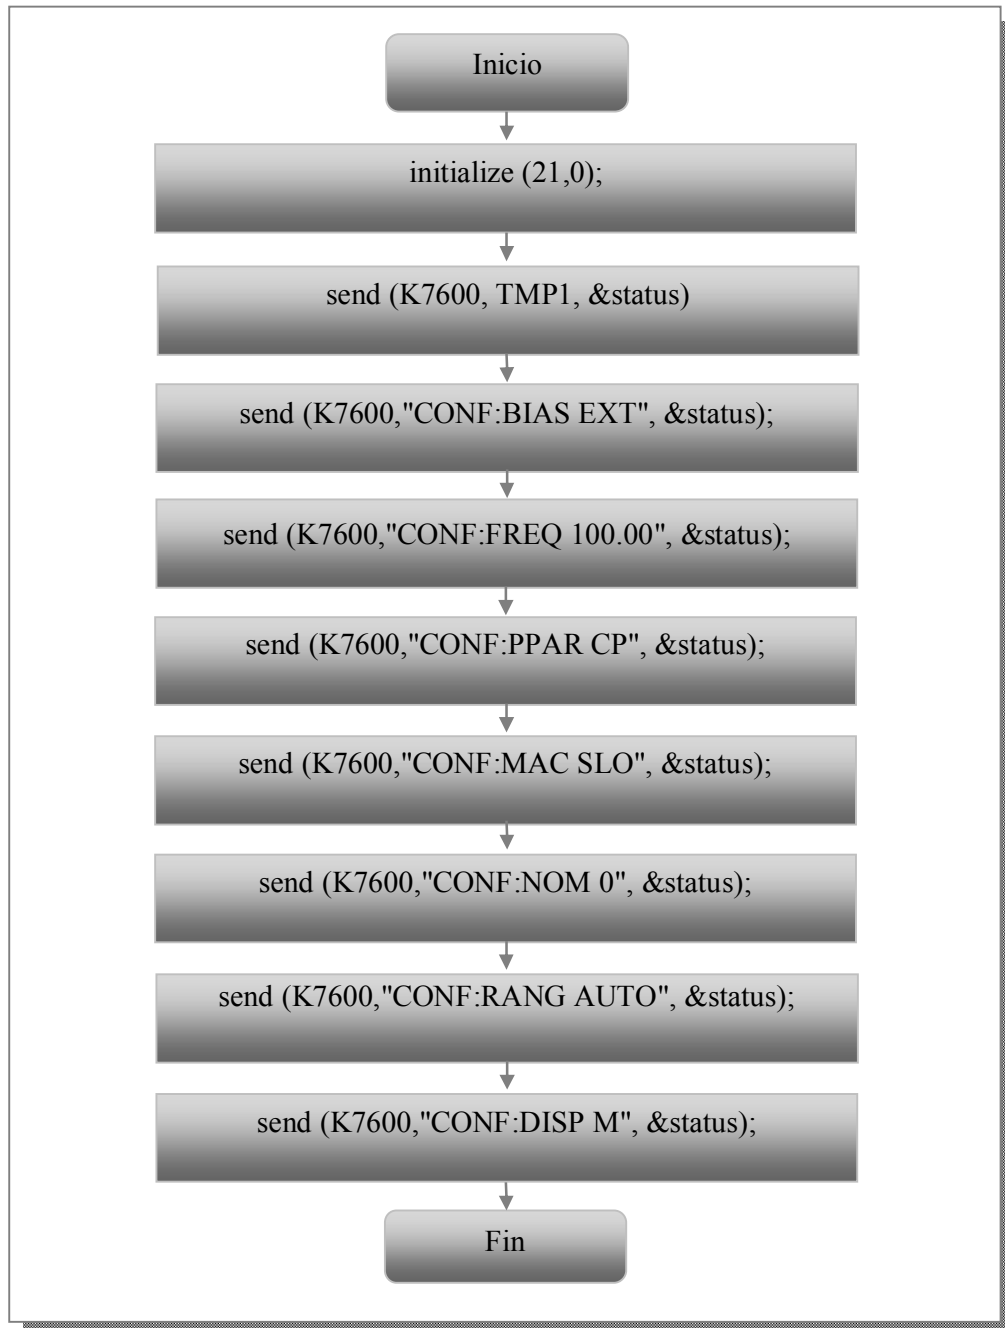 Inicio
initialize (21,0);
send (K7600, TMP1, &status)
send (K7600,"CONF:BIAS EXT", &status);
send (K7600,"CONF:FREQ 100.00", &status);
send (K7600,"CONF:PPAR CP", &status);
send (K7600,"CONF:MAC SLO", &status);
send (K7600,"CONF:NOM 0", &status);
send (K7600,"CONF:RANG AUTO", &status);
send (K7600,"CONF:DISP M", &status);
Fin